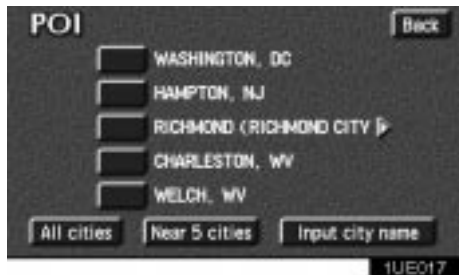 POI Back
WASHINGTON, DC
HAMPTON, NJ
RICHMOND (RICHMOND CITY
CHARLESTON, WV
WELCH, WV
All cities Near 5 cities Input city name
1UE017